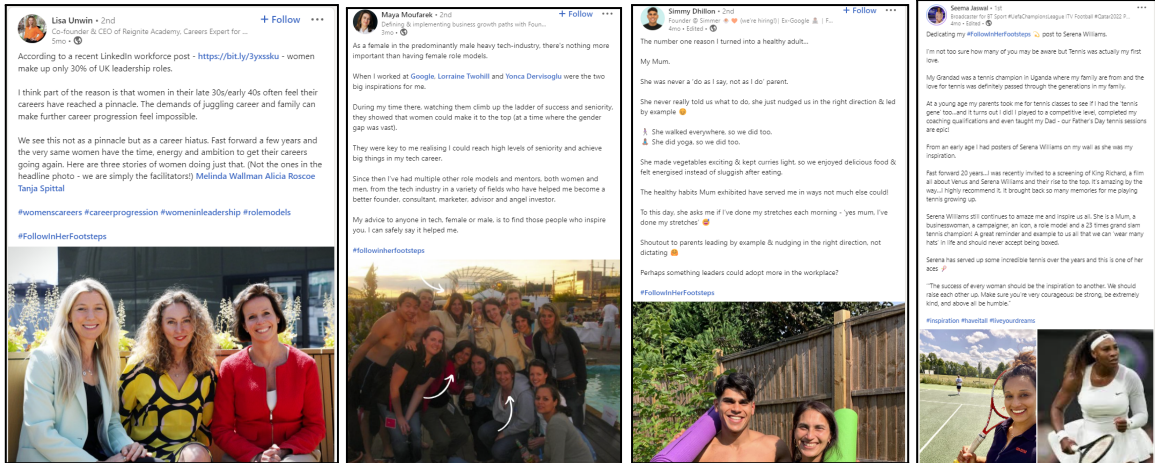 Lisa Unwin • 2nd
+ Follow •••
Co-founder & CEO of Reignite Academy, Careers Expert for ...
5mo •
According to a recent LinkedIn workforce post - https://bit.ly/3yxssku - women
make up only 30% of UK leadership roles.
I think part of the reason is that women in their late 30s/early 40s often feel their
careers have reached a pinnacle. The demands of juggling career and family can
make further career progression feel impossible.
We see this not as a pinnacle but as a career hiatus. Fast forward a few years and
the very same women have the time, energy and ambition to get their careers
going again. Here are three stories of women doing just that. (Not the ones in the
headline photo - we are simply the facilitators!) Melinda Wallman Alicia Roscoe
Tanja Spittal
#womenscareers #careerprogression #womeninleadership #rolemodels
#FollowInHerFootsteps
Maya Moufarek • 2nd
+ Follow •••
Defining & implementing business growth paths with Foun...
3mo •
As a female in the predominantly male heavy tech-industry, there's nothing more
important than having female role models.
When I worked at Google, Lorraine Twohill and Yonca Dervisoglu were the two
big inspirations for me.
During my time there, watching them climb up the ladder of success and seniority,
they showed that women could make it to the top (at a time where the gender
gap was vast).
They were key to me realising I could reach high levels of seniority and achieve
big things in my tech career.
Since then I've had multiple other role models and mentors, both women and
men, from the tech industry in a variety of fields who have helped me become a
better founder, consultant, marketer, advisor and angel investor.
My advice to anyone in tech, female or male, is to find those people who inspire
you. I can safely say it helped me.
#followinherfootsteps
Simmy Dhillon • 2nd
+ Follow •••
Founder @ Simmer (we're hiring!) | Ex-Google | F...
4mo • Edited •
The number one reason I turned into a healthy adult...
My Mum.
She was never a 'do as I say, not as I do' parent.
She never really told us what to do, she just nudged us in the right direction & led
by example 😊
🚶 She walked everywhere, so we did too.
🧘 She did yoga, so we did too.
She made vegetables exciting & kept curries light, so we enjoyed delicious food &
felt energised instead of sluggish after eating.
The healthy habits Mum exhibited have served me in ways not much else could!
To this day, she asks me if I've done my stretches each morning - 'yes mum, I've
done my stretches' 😅
Shoutout to parents leading by example & nudging in the right direction, not
dictating
Perhaps something leaders could adopt more in the workplace?
#FollowInHerFootsteps
Seema Jaswal • 1st
•••
Broadcaster for BT Sport #UefaChampionsLeague ITV Football #Qatar2022 P...
4mo • Edited •
Dedicating my #FollowInHerFootsteps post to Serena Williams.
I'm not too sure how many of you may be aware but Tennis was actually my first
love.
My Grandad was a tennis champion in Uganda where my family are from and the
love for tennis was definitely passed through the generations in my family.
At a young age my parents took me for tennis classes to see if I had the 'tennis
gene' too...and it turns out I did! I played to a competitive level, completed my
coaching qualifications and even taught my Dad - our Father's Day tennis sessions
are epic!
From an early age I had posters of Serena Williams on my wall as she was my
inspiration.
Fast forward 20 years...I was recently invited to a screening of King Richard, a film
all about Venus and Serena Williams and their rise to the top. It's amazing by the
way...I highly recommend it. It brought back so many memories for me playing
tennis growing up.
Serena Williams still continues to amaze me and inspire us all. She is a Mum, a
businesswoman, a campaigner, an icon, a role model and a 23 times grand slam
tennis champion! A great reminder and example to us all that we can 'wear many
hats' in life and should never accept being boxed.
Serena has served up some incredible tennis over the years and this is one of her
aces
"The success of every woman should be the inspiration to another. We should
raise each other up. Make sure you're very courageous: be strong, be extremely
kind, and above all be humble."
#inspiration #haveitall #liveyourdreams